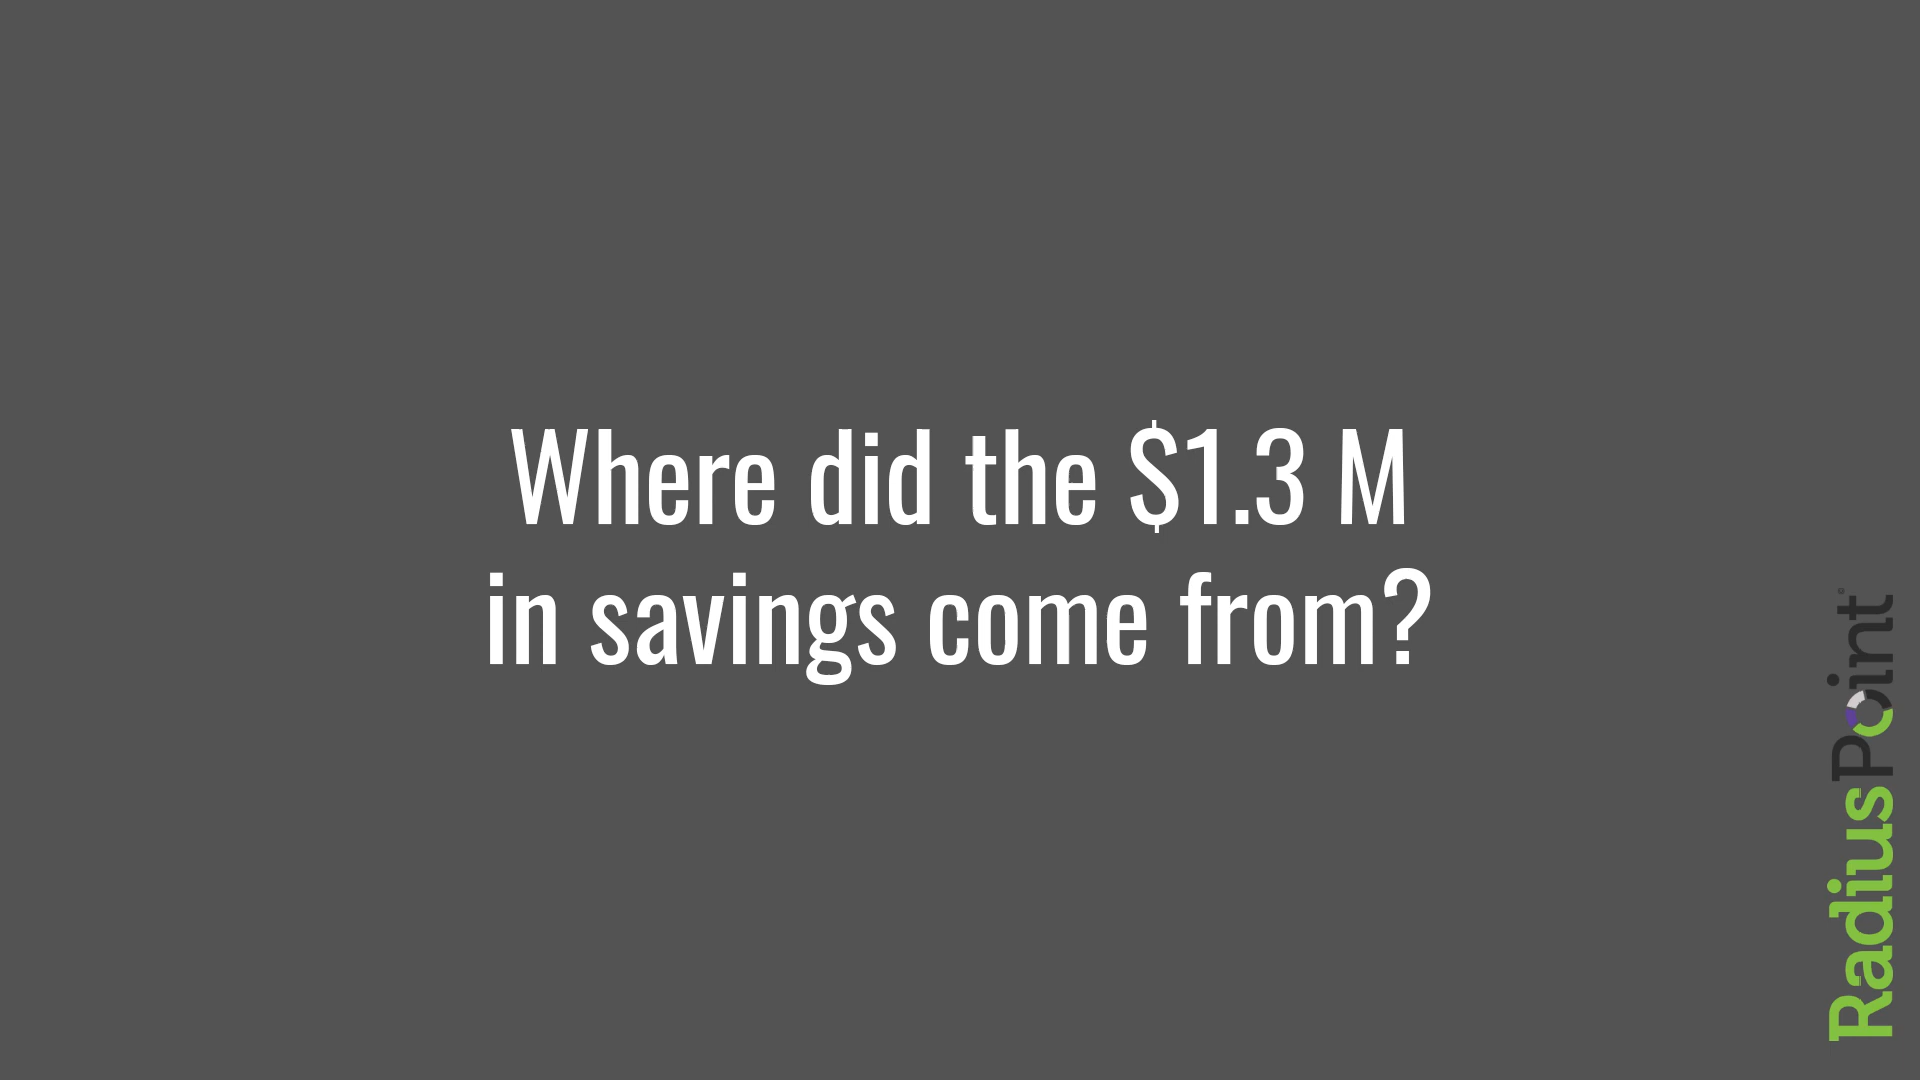 Where did the $1.3 M
in savings come from?
RadiusPoint